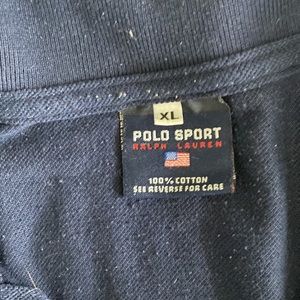 XL
POLO SPORT
RALPH LAUREN
100% COTTON
SEE REVERSE FOR CARE